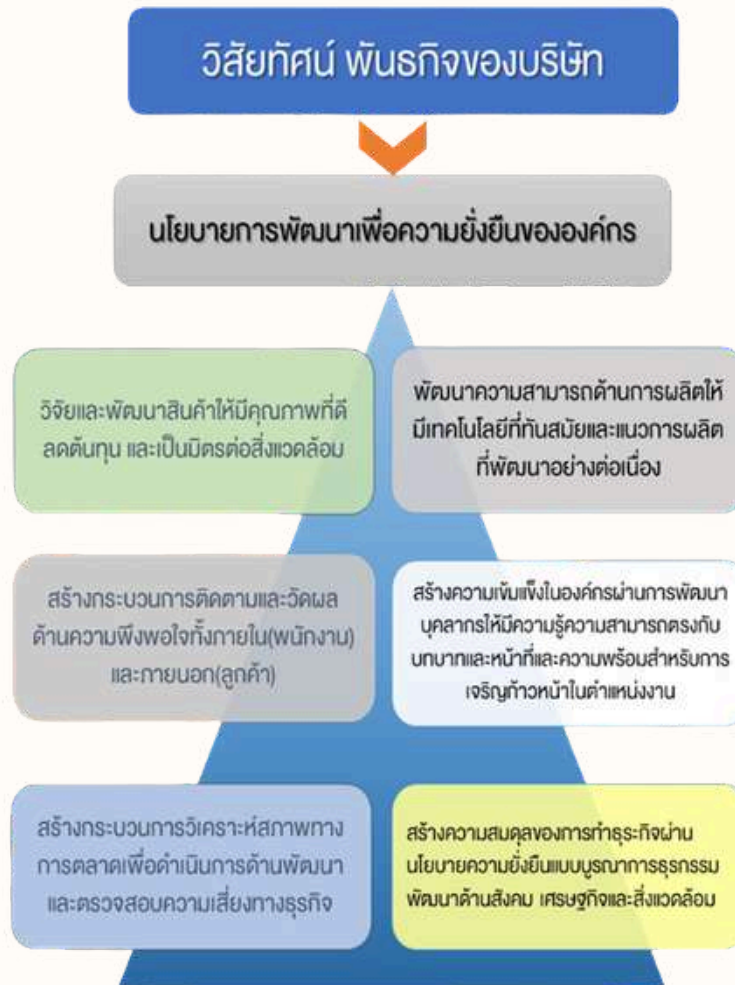 วิสัยทัศน์ พันธกิจของบริษัท
นโยบายการพัฒนาเพื่อความยั่งยืนขององค์กร
วิจัยและพัฒนาสินค้าให้มีคุณภาพที่ดี
ลดต้นทุน และเป็นมิตรต่อสิ่งแวดล้อม
พัฒนาความสามารถด้านการผลิตให้
มีเทคโนโลยีที่ทันสมัยและแนวการผลิต
ที่พัฒนาอย่างต่อเนื่อง
สร้างกระบวนการติดตามและวัดผล
ด้านความพึงพอใจทั้งภายใน(พนักงาน)
และภายนอก(ลูกค้า)
สร้างความเข้มแข็งในองค์กรผ่านการพัฒนา
บุคลากรให้มีความรู้ความสามารถตรงกับ
บทบาทและหน้าที่และความพร้อมสำหรับการ
เจริญก้าวหน้าในตำแหน่งงาน
สร้างกระบวนการวิเคราะห์สภาพทาง
การตลาดเพื่อดำเนินการด้านพัฒนา
และตรวจสอบความเสี่ยงทางธุรกิจ
สร้างความสมดุลของการทำธุระกิจผ่าน
นโยบายความยั่งยืนแบบบูรณาการธุรกรรม
พัฒนาด้านสังคม เศรษฐกิจและสิ่งแวดล้อม